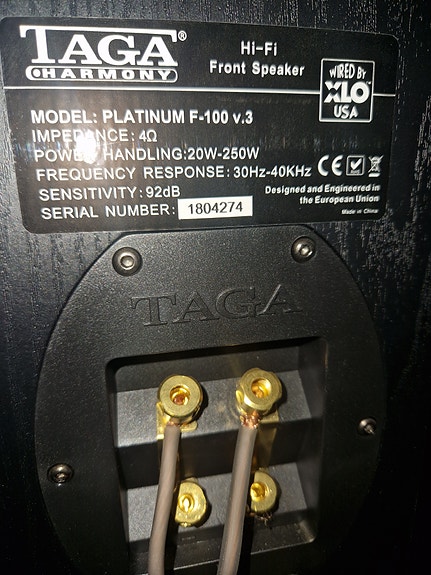 TAGA®
HARMONY
Hi-Fi
Front Speaker
WIRED BY
XLO
USA
MODEL: PLATINUM F-100 v.3
IMPEDANCE: 4Ω
POWER HANDLING:20W-250W
FREQUENCY RESPONSE: 30Hz-40KHz
SENSITIVITY: 92dB
SERIAL NUMBER: 1804274
CE
Designed and Engineered in
the European Union
Made in China
TAGA